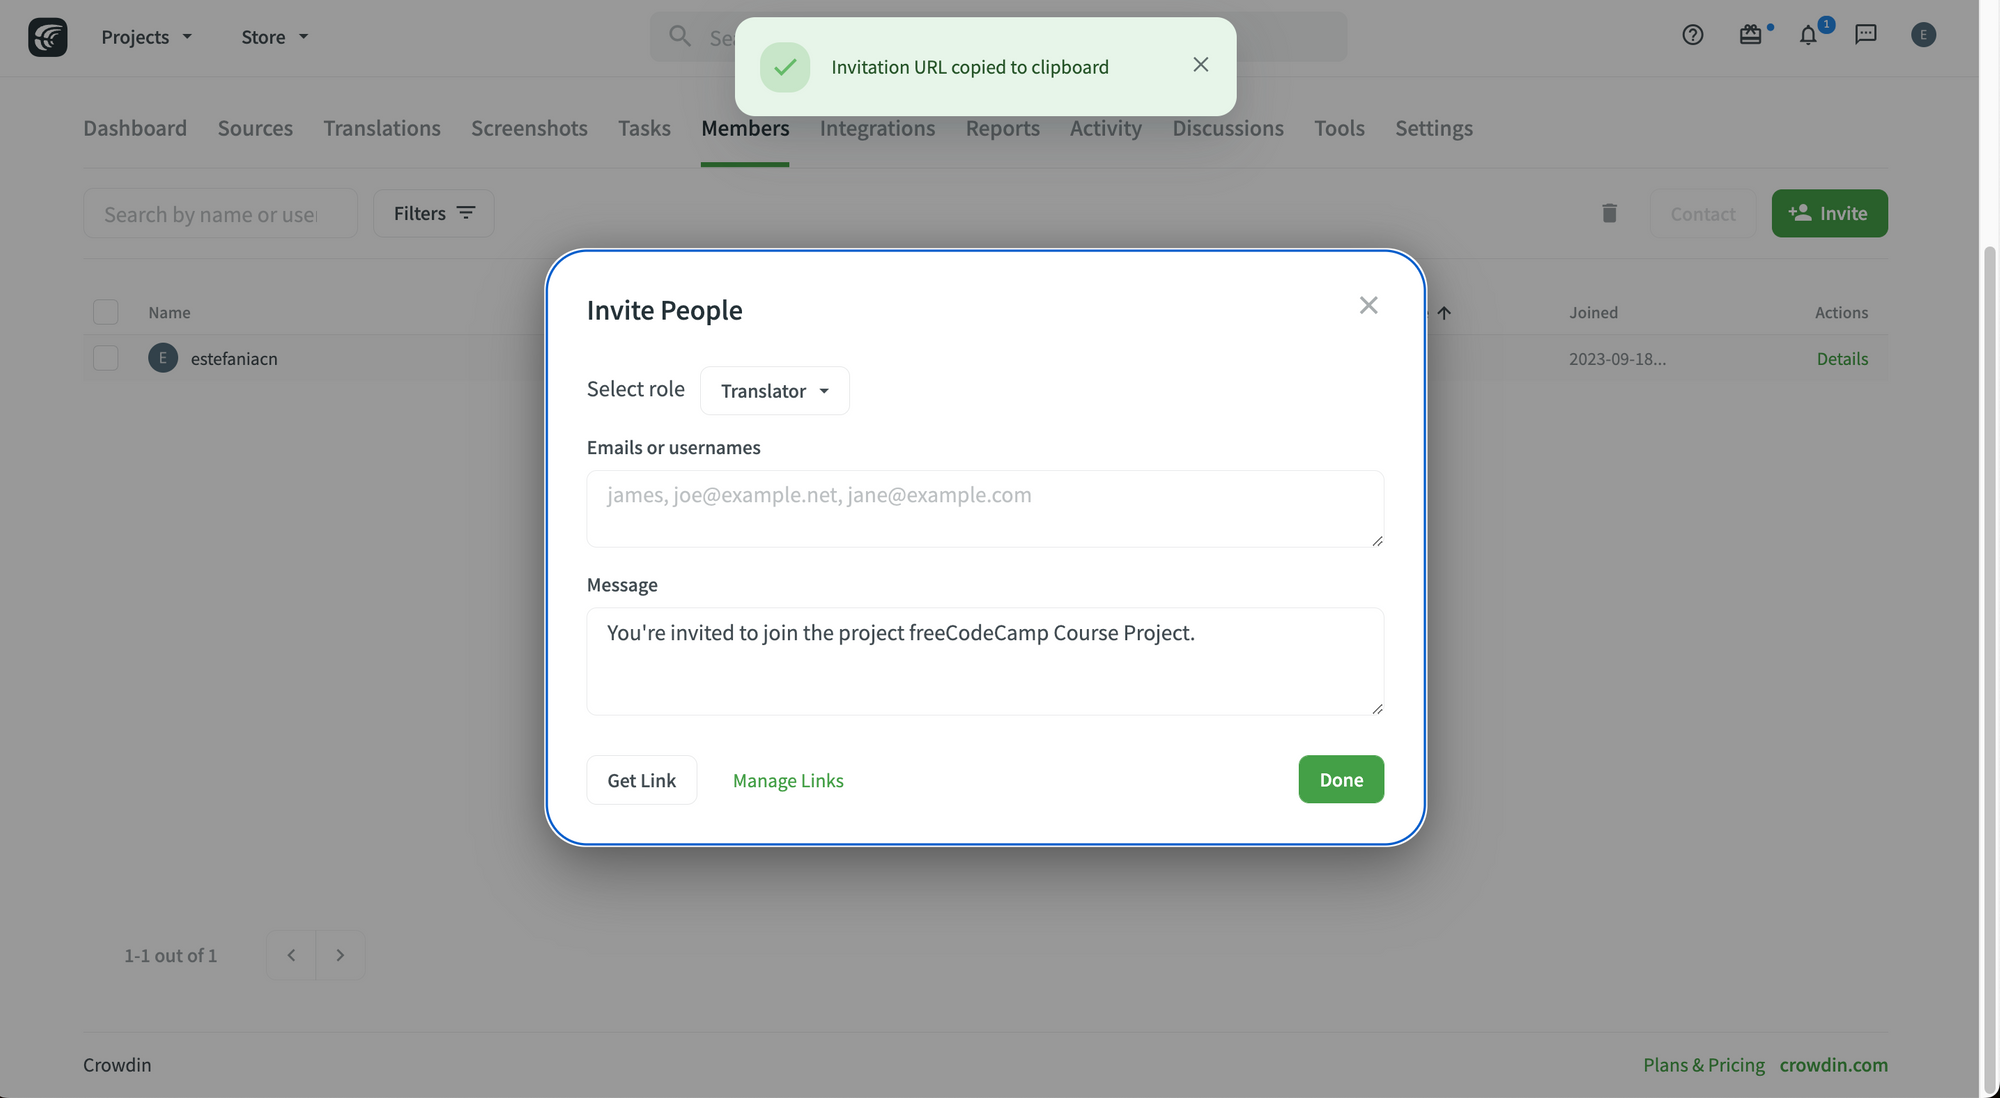 Projects
Store
Sea
Invitation URL copied to clipboard
1
E
Dashboard
Sources
Translations
Screenshots
Tasks
Members
Integrations
Reports
Activity
Discussions
Tools
Settings
Search by name or use
Filters
Contact
Invite
Name
Joined
Actions
E
estefaniacn
2023-09-18...
Details
Invite People
Select role
Translator
Emails or usernames
james, joe@example.net, jane@example.com
Message
You're invited to join the project freeCodeCamp Course Project.
Get Link
Manage Links
Done
1-1 out of 1
Crowdin
Plans & Pricing
crowdin.com